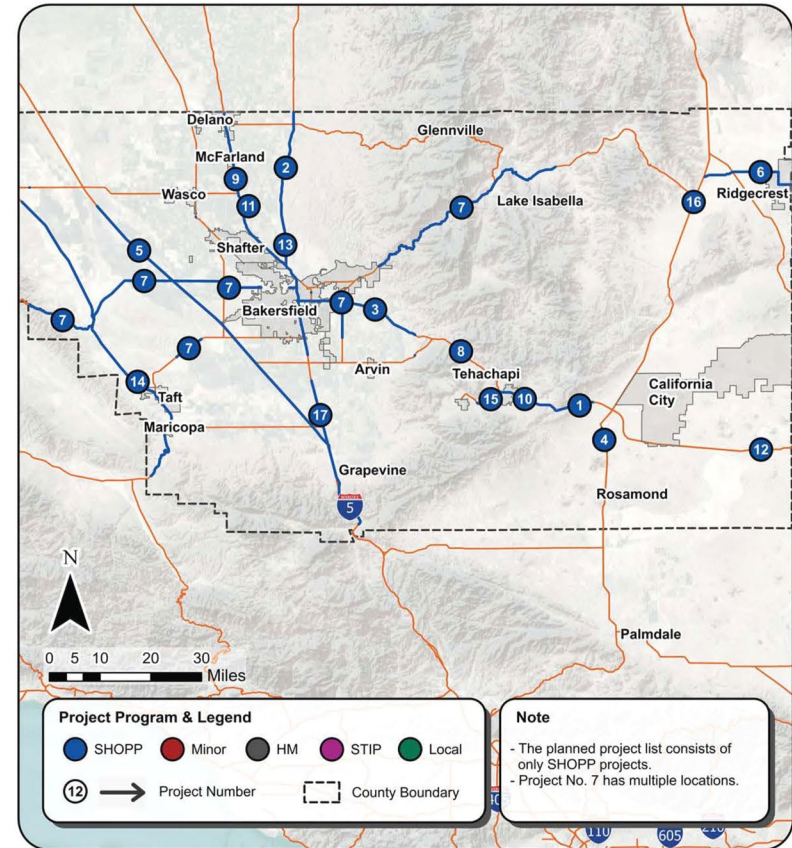 Delano
Glennville
McFarland
2
9
6
Wasco
11
7
Lake Isabella
16
Ridgecrest
5
Shafter
13
7
7
7
3
7
Bakersfield
7
8
Arvin
Tehachapi
14
Taft
15
10
1
California
City
Maricopa
17
4
12
Grapevine
Rosamond
5
N
Palmdale
0 5 10 20 30
Miles
Project Program & Legend
SHOPP
Minor
HM
STIP
Local
12
Project Number
County Boundary
Note
- The planned project list consists of
only SHOPP projects.
- Project No. 7 has multiple locations.
110
605
210